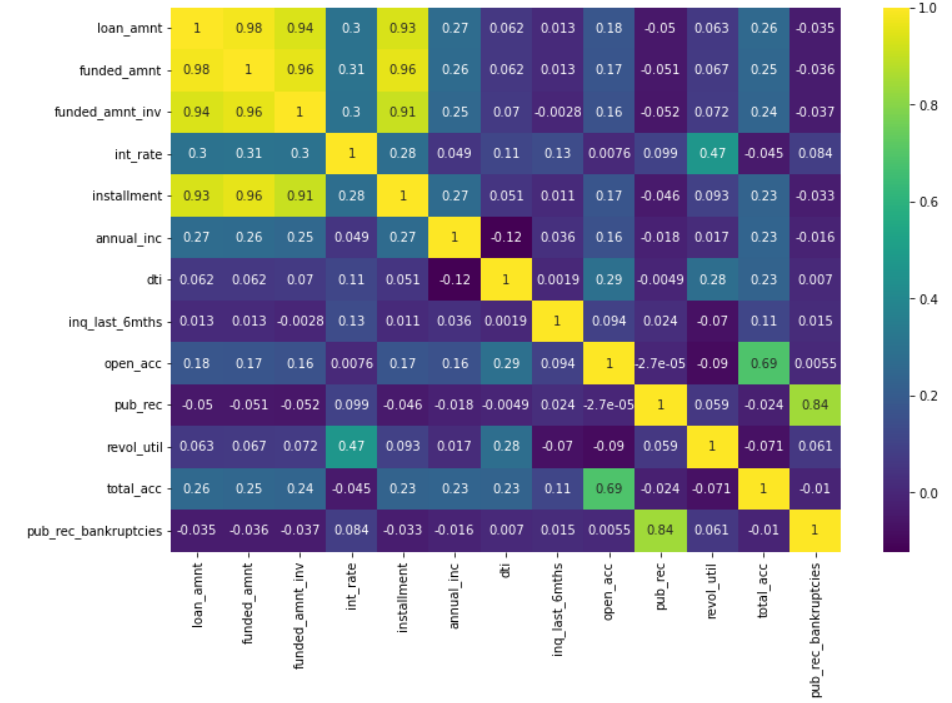 loan_amnt 1 0.98 0.94 0.3 0.93 0.27 0.062 0.013 0.18 -0.05 0.063 0.26 -0.035
funded_amnt 0.98 1 0.96 0.31 0.96 0.26 0.062 0.013 0.17 -0.051 0.067 0.25 -0.036
funded_amnt_inv 0.94 0.96 1 0.3 0.91 0.25 0.07 -0.0028 0.16 -0.052 0.072 0.24 -0.037
int_rate 0.3 0.31 0.3 1 0.28 0.049 0.11 0.13 0.0076 0.099 0.47 -0.045 0.084
installment 0.93 0.96 0.91 0.28 1 0.27 0.051 0.011 0.17 -0.046 0.093 0.23 -0.033
annual_inc 0.27 0.26 0.25 0.049 0.27 1 -0.12 0.036 0.16 -0.018 0.017 0.23 -0.016
dti 0.062 0.062 0.07 0.11 0.051 -0.12 1 0.0019 0.29 -0.0049 0.28 0.23 0.007
inq_last_6mths 0.013 0.013 -0.0028 0.13 0.011 0.036 0.0019 1 0.094 0.024 -0.07 0.11 0.015
open_acc 0.18 0.17 0.16 0.0076 0.17 0.16 0.29 0.094 1 -2.7e-05 -0.09 0.69 0.0055
pub_rec -0.05 -0.051 -0.052 0.099 -0.046 -0.018 -0.0049 0.024 -2.7e-05 1 0.059 -0.024 0.84
revol_util 0.063 0.067 0.072 0.47 0.093 0.017 0.28 -0.07 -0.09 0.059 1 -0.071 0.061
total_acc 0.26 0.25 0.24 -0.045 0.23 0.23 0.23 0.11 0.69 -0.024 -0.071 1 -0.01
pub_rec_bankruptcies -0.035 -0.036 -0.037 0.084 -0.033 -0.016 0.007 0.015 0.0055 0.84 0.061 -0.01 1
loan_amnt
funded_amnt
funded_amnt_inv
int_rate
installment
annual_inc
dti
inq_last_6mths
open_acc
pub_rec
revol_util
total_acc
pub_rec_bankruptcies
1.0
0.8
0.6
0.4
0.2
0.0